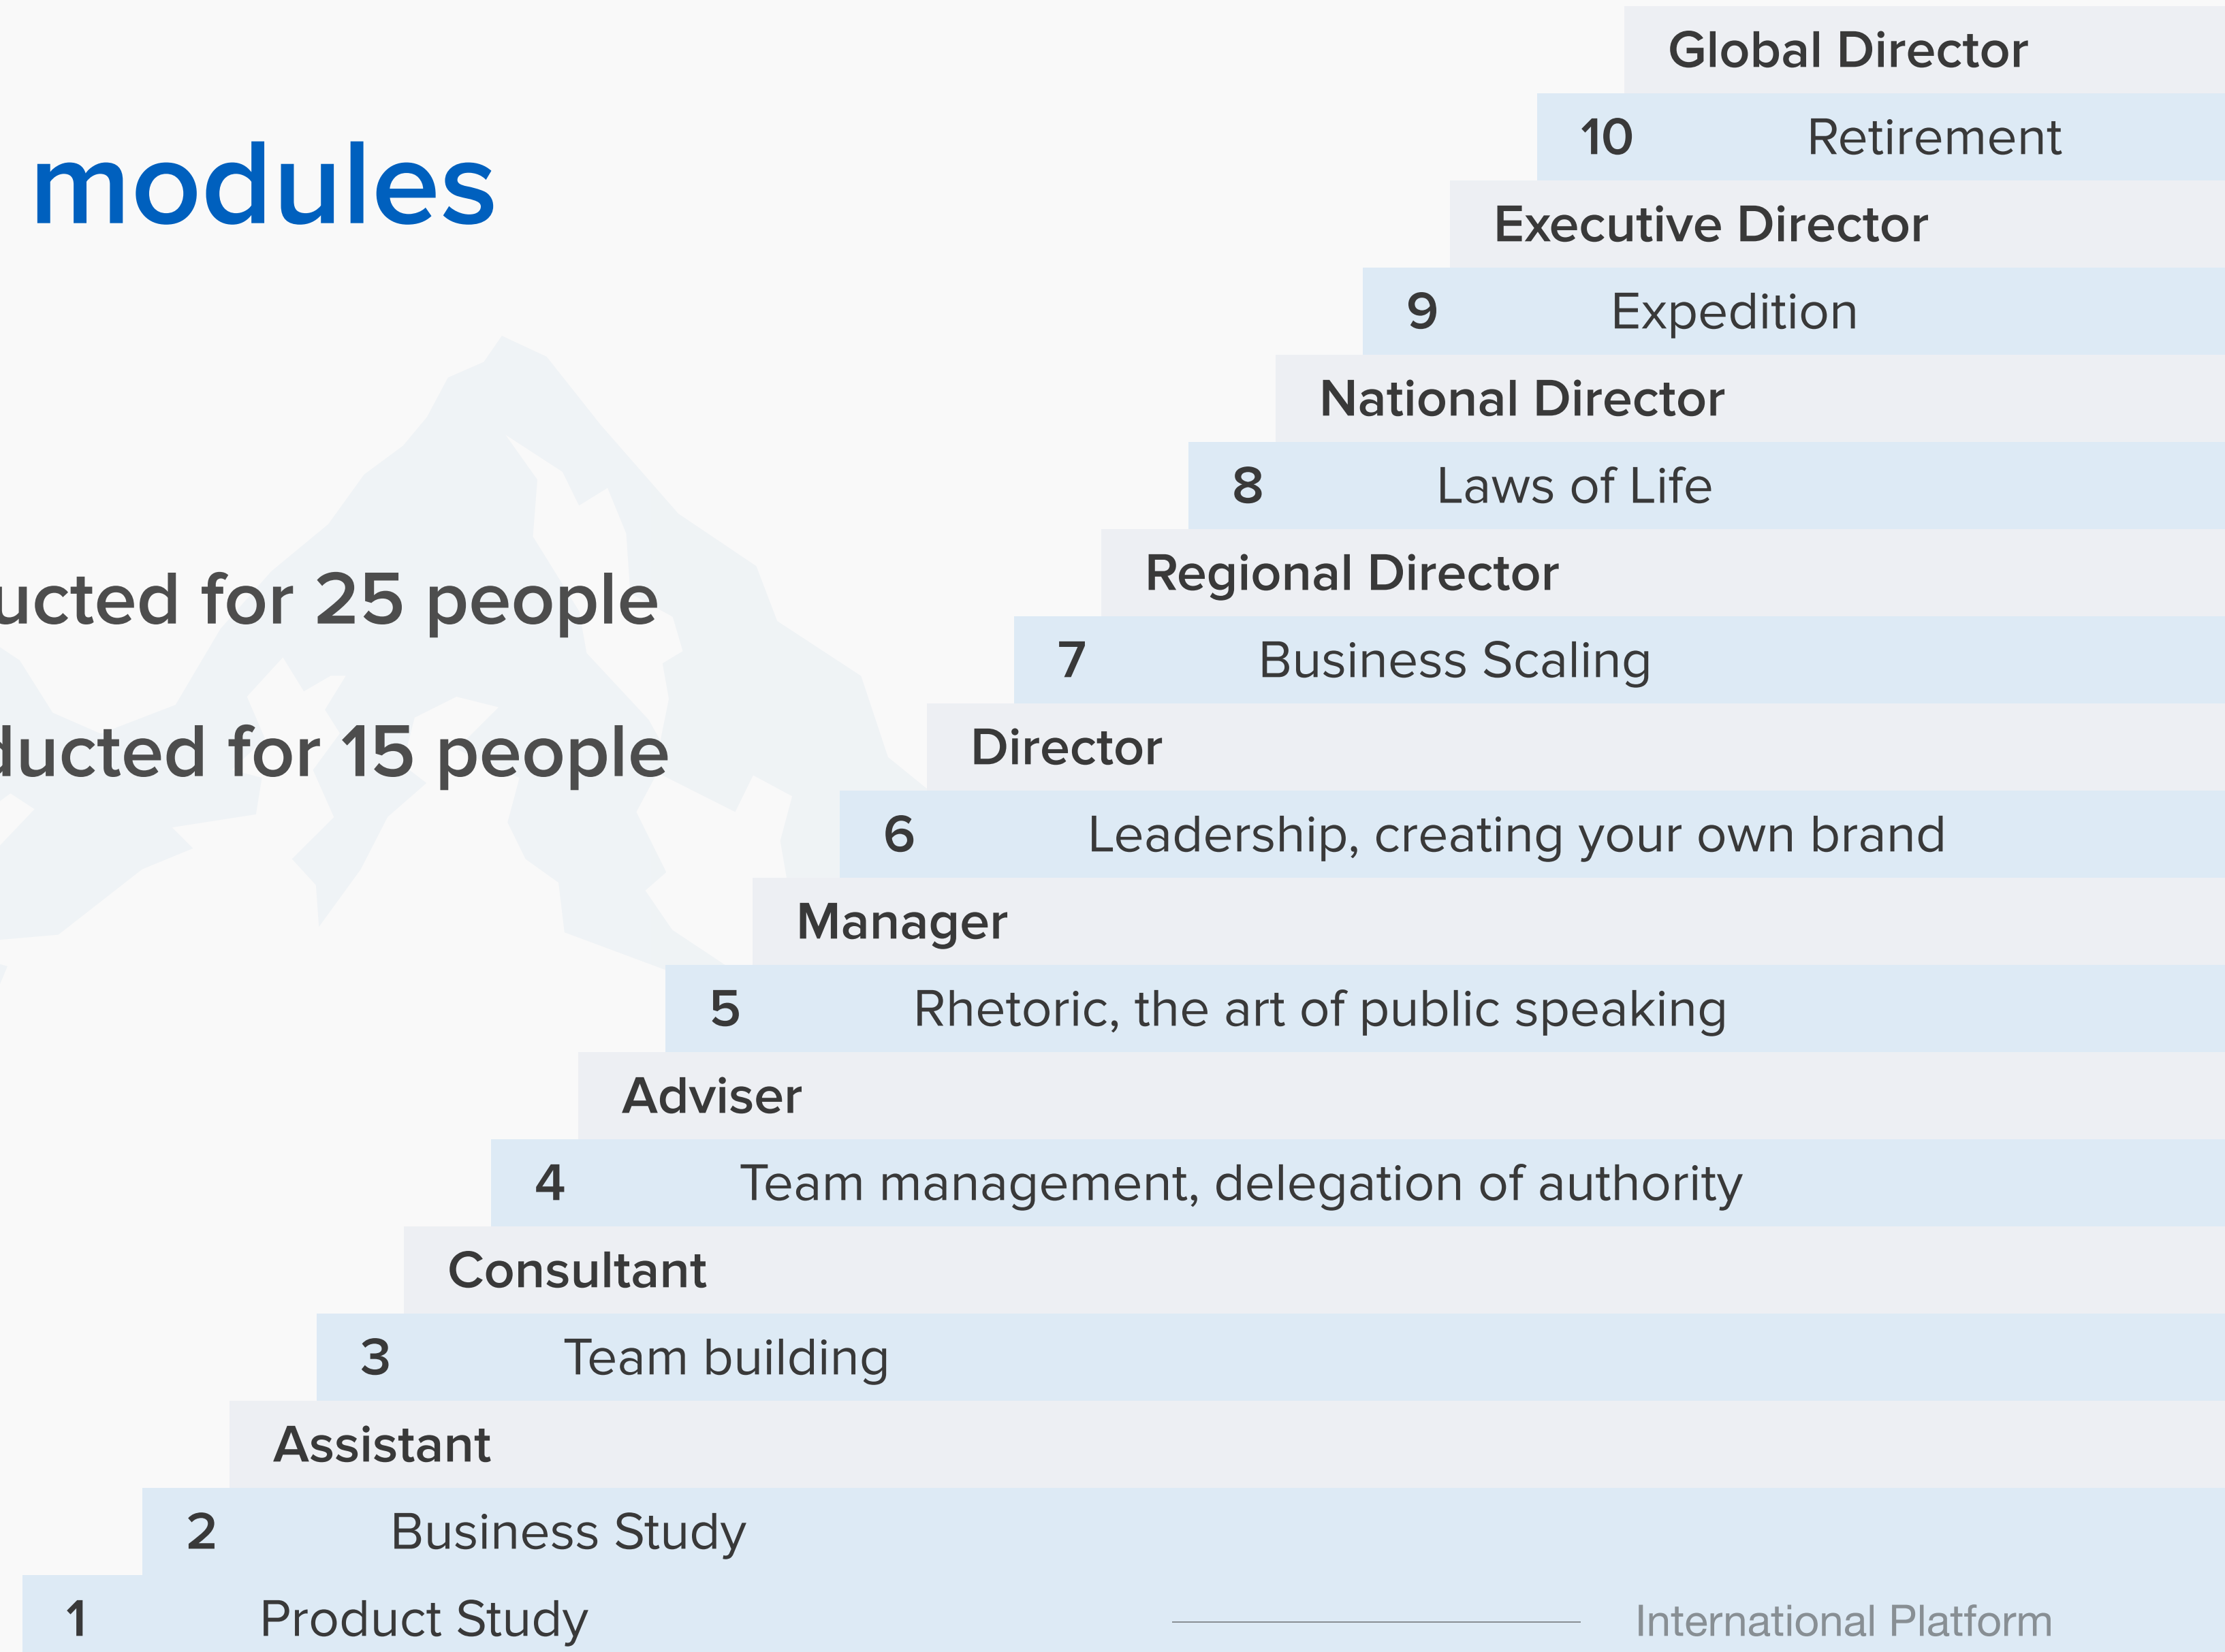 modules
ucted for 25 people
ducted for 15 people
Global Director
10 Retirement
Executive Director
9 Expedition
National Director
8 Laws of Life
Regional Director
7 Business Scaling
Director
6 Leadership, creating your own brand
Manager
5 Rhetoric, the art of public speaking
Adviser
4 Team management, delegation of authority
Consultant
3 Team building
Assistant
2 Business Study
1 Product Study
International Platform